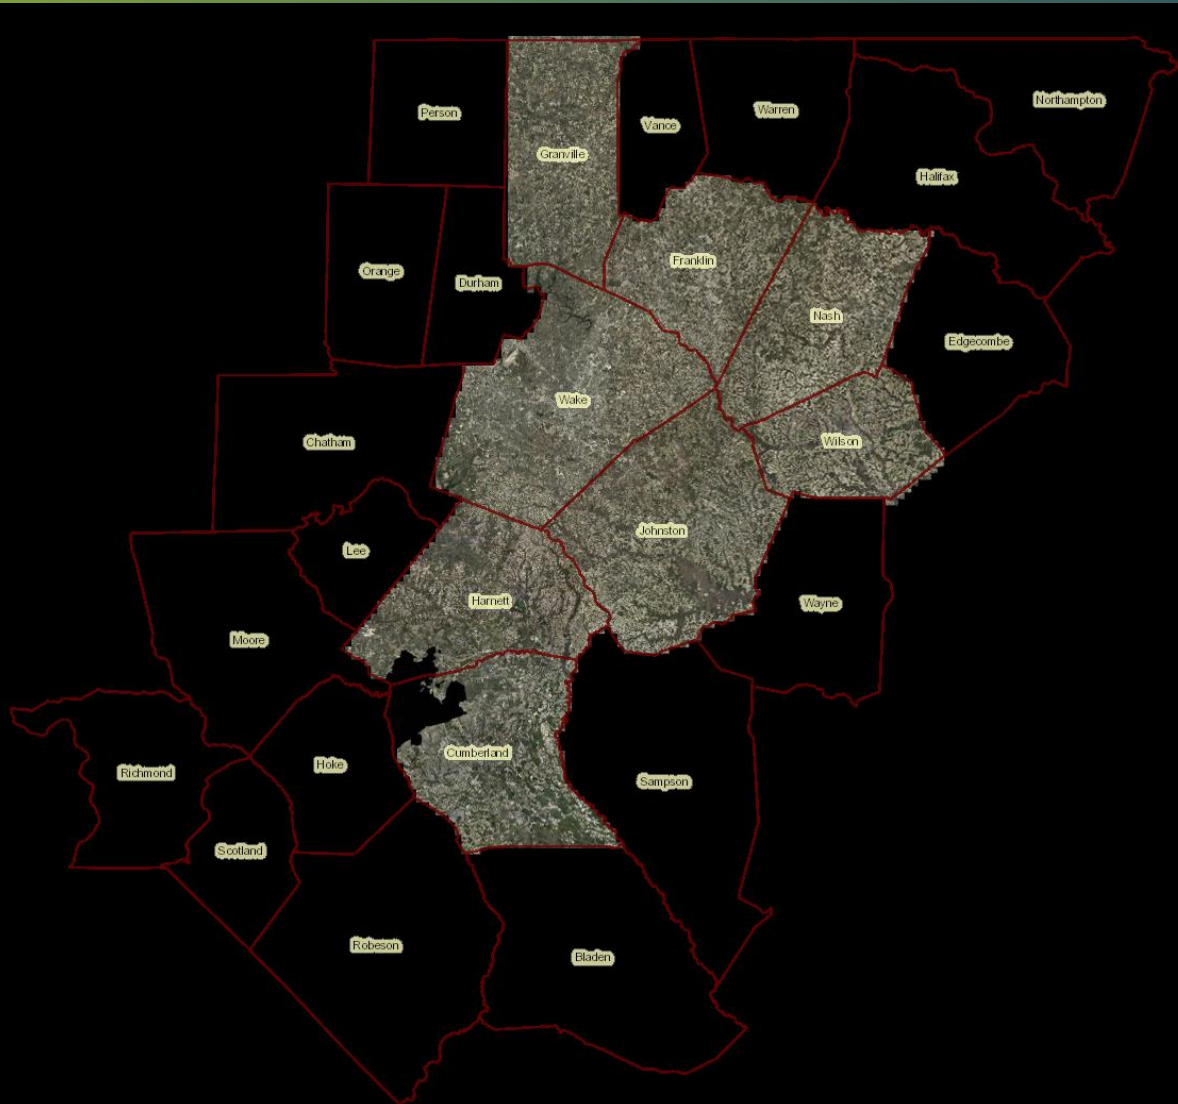 Northampton
Warren
Person
Vance
Granville
Halifax
Franklin
Orange
Durham
Nash
Edgecombe
Wake
Wilson
Chatham
Johnston
Lee
Harnett
Wayne
Moore
Cumberland
Hoke
Richmond
Sampson
Scotland
Robeson
Bladen